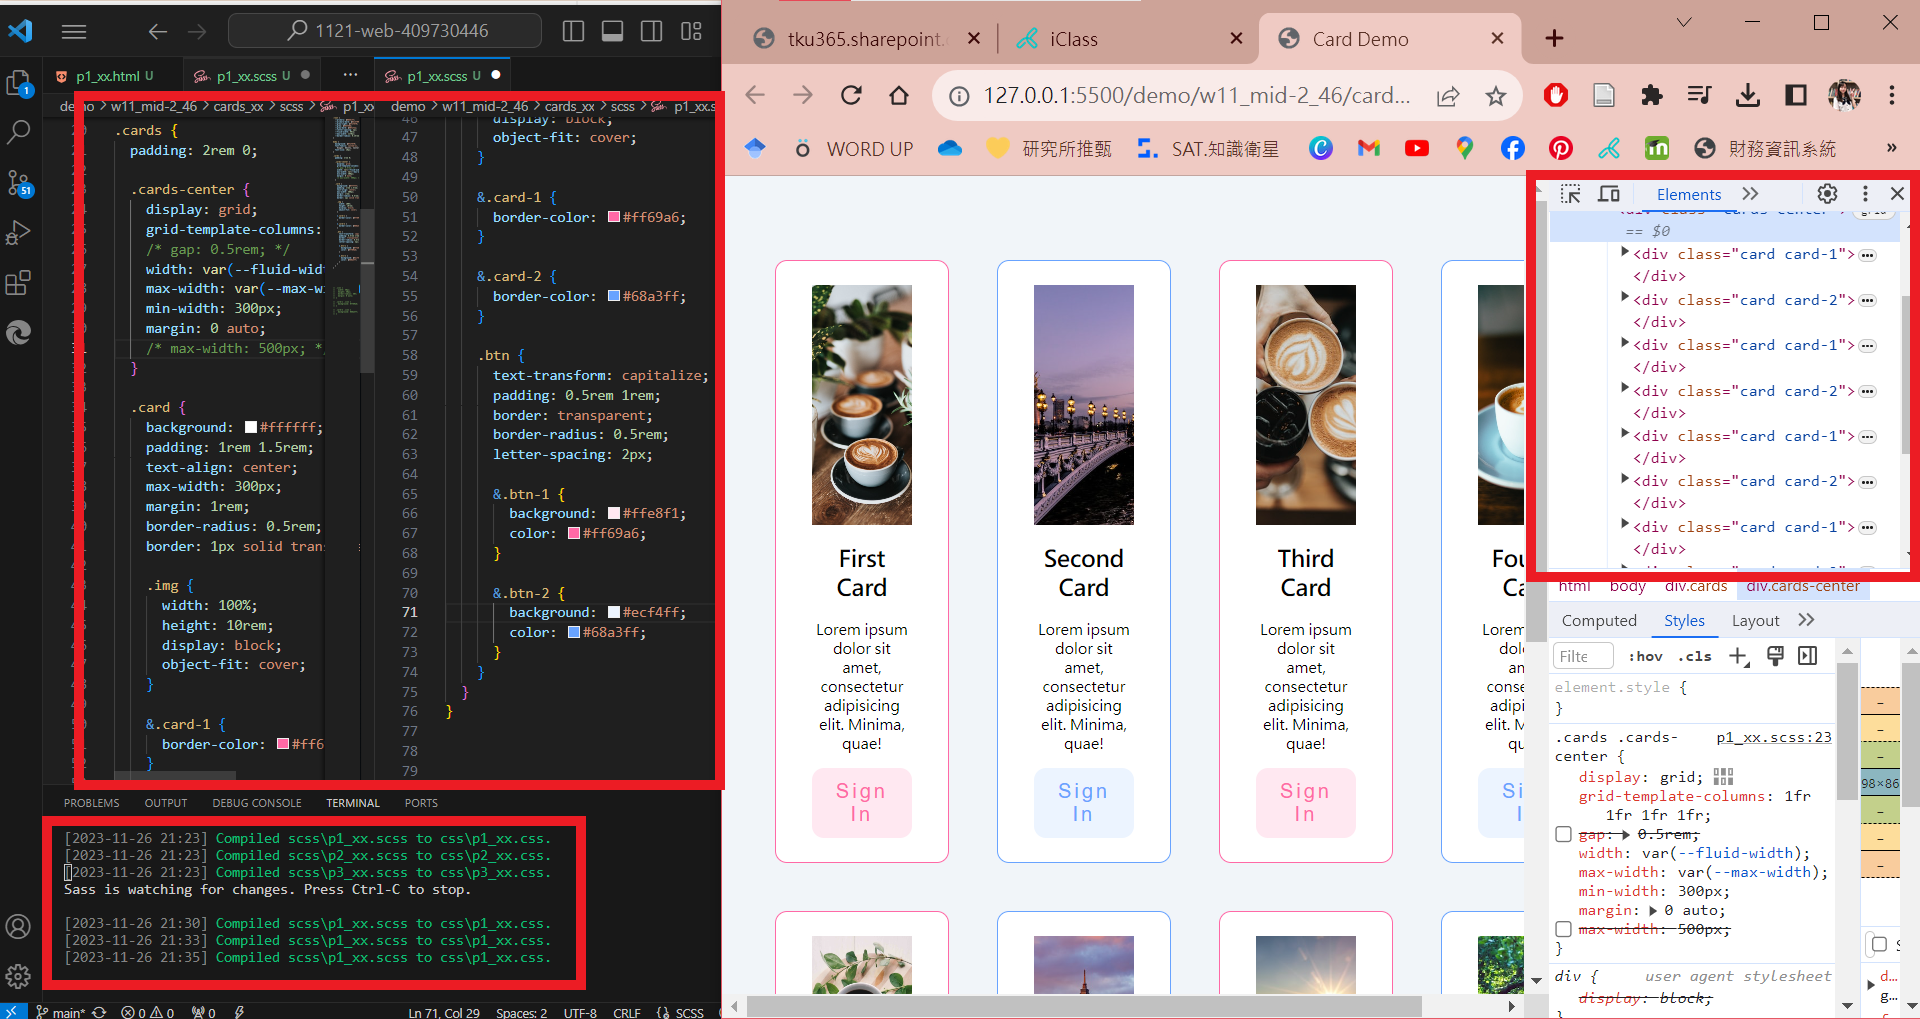 1121-web-409730446
p1_xx.html U
p1_xx.scss U
p1_xx.scss U
demo > w11_mid-2_46 > cards_xx > scss >
demo > w11_mid-2_46 > cards_xx > scss >
.cards {
padding: 2rem 0;
.cards-center {
display: grid;
grid-template-columns:
/* gap: 0.5rem; */
width: var(--fluid-wid
max-width: var(--max-w
min-width: 300px;
margin: 0 auto;
/* max-width: 500px; *
}
.card {
background: #ffffff;
padding: 1rem 1.5rem;
text-align: center;
max-width: 300px;
margin: 1rem;
border-radius: 0.5rem;
border: 1px solid tran
.img {
width: 100%;
height: 10rem;
display: block;
object-fit: cover;
}
&.card-1 {
border-color: #ff6
}
46 display: block;
47 object-fit: cover;
48 }
49
50 &.card-1 {
51 border-color: #ff69a6;
52 }
53
54 &.card-2 {
55 border-color: #68a3ff;
56 }
57
58 .btn {
59 text-transform: capitalize;
60 padding: 0.5rem 1rem;
61 border: transparent;
62 border-radius: 0.5rem;
63 letter-spacing: 2px;
64
65 &.btn-1 {
66 background: #ffe8f1;
67 color: #ff69a6;
68 }
69
70 &.btn-2 {
71 background: #ecf4ff;
72 color: #68a3ff;
73 }
74 }
75 }
76 }
77
78
79
PROBLEMS OUTPUT DEBUG CONSOLE TERMINAL PORTS
[2023-11-26 21:23] Compiled scss\p1_xx.scss to css\p1_xx.css.
[2023-11-26 21:23] Compiled scss\p2_xx.scss to css\p2_xx.css.
[2023-11-26 21:23] Compiled scss\p3_xx.scss to css\p3_xx.css.
Sass is watching for changes. Press Ctrl-C to stop.
[2023-11-26 21:30] Compiled scss\p1_xx.scss to css\p1_xx.css.
[2023-11-26 21:33] Compiled scss\p1_xx.scss to css\p1_xx.css.
[2023-11-26 21:35] Compiled scss\p1_xx.scss to css\p1_xx.css.
main* 0 0 0 Ln 71, Col 29 Spaces: 2 UTF-8 CRLF SCSS
tku365.sharepoint.
iClass
Card Demo
127.0.0.1:5500/demo/w11_mid-2_46/card...
WORD UP
研究所推甄
SAT.知識衛星
財務資訊系統
»
First
Card
Lorem ipsum
dolor sit
amet,
consectetur
adipisicing
elit. Minima,
quae!
Sign
In
Second
Card
Lorem ipsum
dolor sit
amet,
consectetur
adipisicing
elit. Minima,
quae!
Sign
In
Third
Card
Lorem ipsum
dolor sit
amet,
consectetur
adipisicing
elit. Minima,
quae!
Sign
In
Elements
== $0
<div class="card card-1">
</div>
<div class="card card-2">
</div>
<div class="card card-1">
</div>
<div class="card card-2">
</div>
<div class="card card-1">
</div>
<div class="card card-2">
</div>
<div class="card card-1">
</div>
html body div.cards div.cards-center
Computed Styles Layout
Filte :hov .cls
element.style {
}
.cards .cards- p1_xx.scss:23
center {
display: grid;
grid-template-columns: 1fr
1fr 1fr 1fr;
gap: 0.5rem;
width: var(--fluid-width);
max-width: var(--max-width);
min-width: 300px;
margin: 0 auto;
max-width: 500px;
}
div { user agent stylesheet
display: block;
98×86